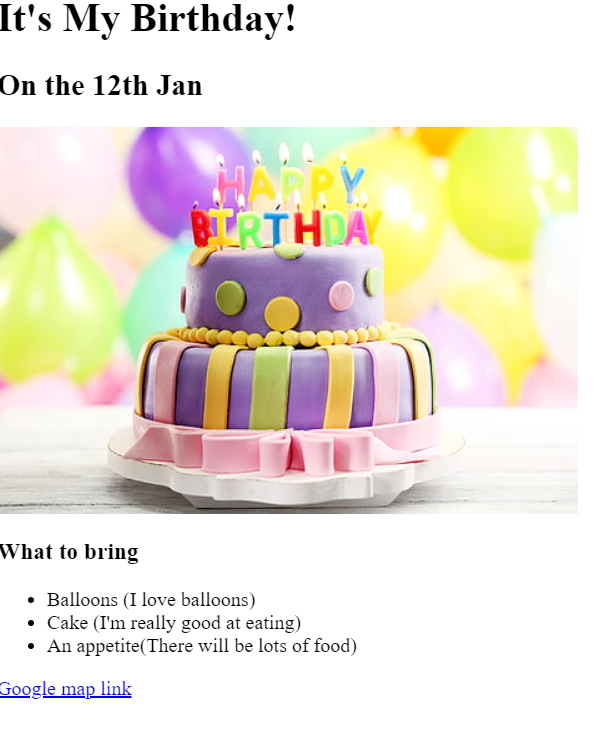 It's My Birthday!
On the 12th Jan
HAPPY
BIRTHDAY
What to bring
Balloons (I love balloons)
Cake (I'm really good at eating)
An appetite(There will be lots of food)
Google map link